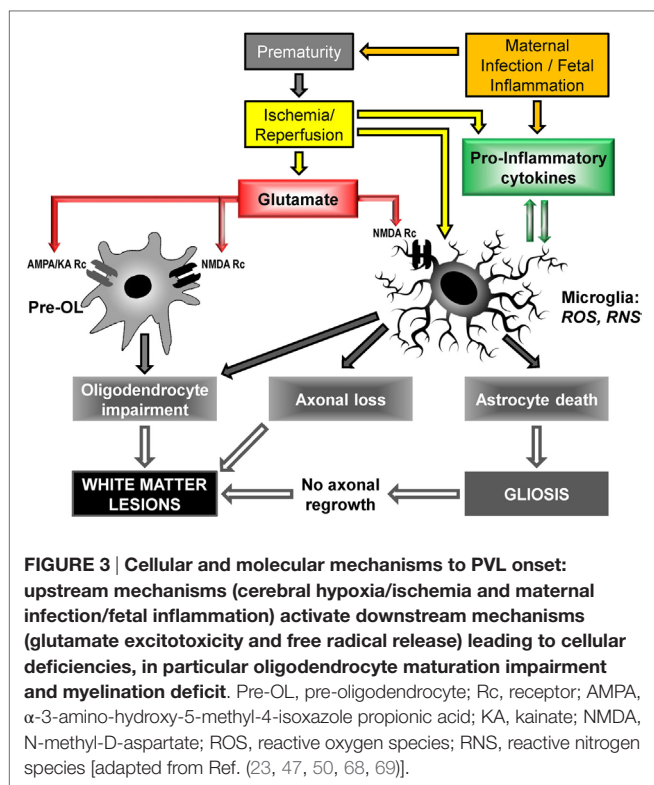 Prematurity
Maternal
Infection / Fetal
Inflammation
Ischemia/
Reperfusion
Pro-Inflammatory
cytokines
Glutamate
NMDA Rc
AMPA/KA Rc
NMDA Rc
Pre-OL
Microglia:
ROS, RNS
Oligodendrocyte
impairment
Axonal loss
Astrocyte death
WHITE MATTER
LESIONS
No axonal
regrowth
GLIOSIS
FIGURE 3 | Cellular and molecular mechanisms to PVL onset:
upstream mechanisms (cerebral hypoxia/ischemia and maternal
infection/fetal inflammation) activate downstream mechanisms
(glutamate excitotoxicity and free radical release) leading to cellular
deficiencies, in particular oligodendrocyte maturation impairment
and myelination deficit. Pre-OL, pre-oligodendrocyte; Rc, receptor; AMPA,
α-3-amino-hydroxy-5-methyl-4-isoxazole propionic acid; KA, kainate; NMDA,
N-methyl-D-aspartate; ROS, reactive oxygen species; RNS, reactive nitrogen
species [adapted from Ref. (23, 47, 50, 68, 69)].